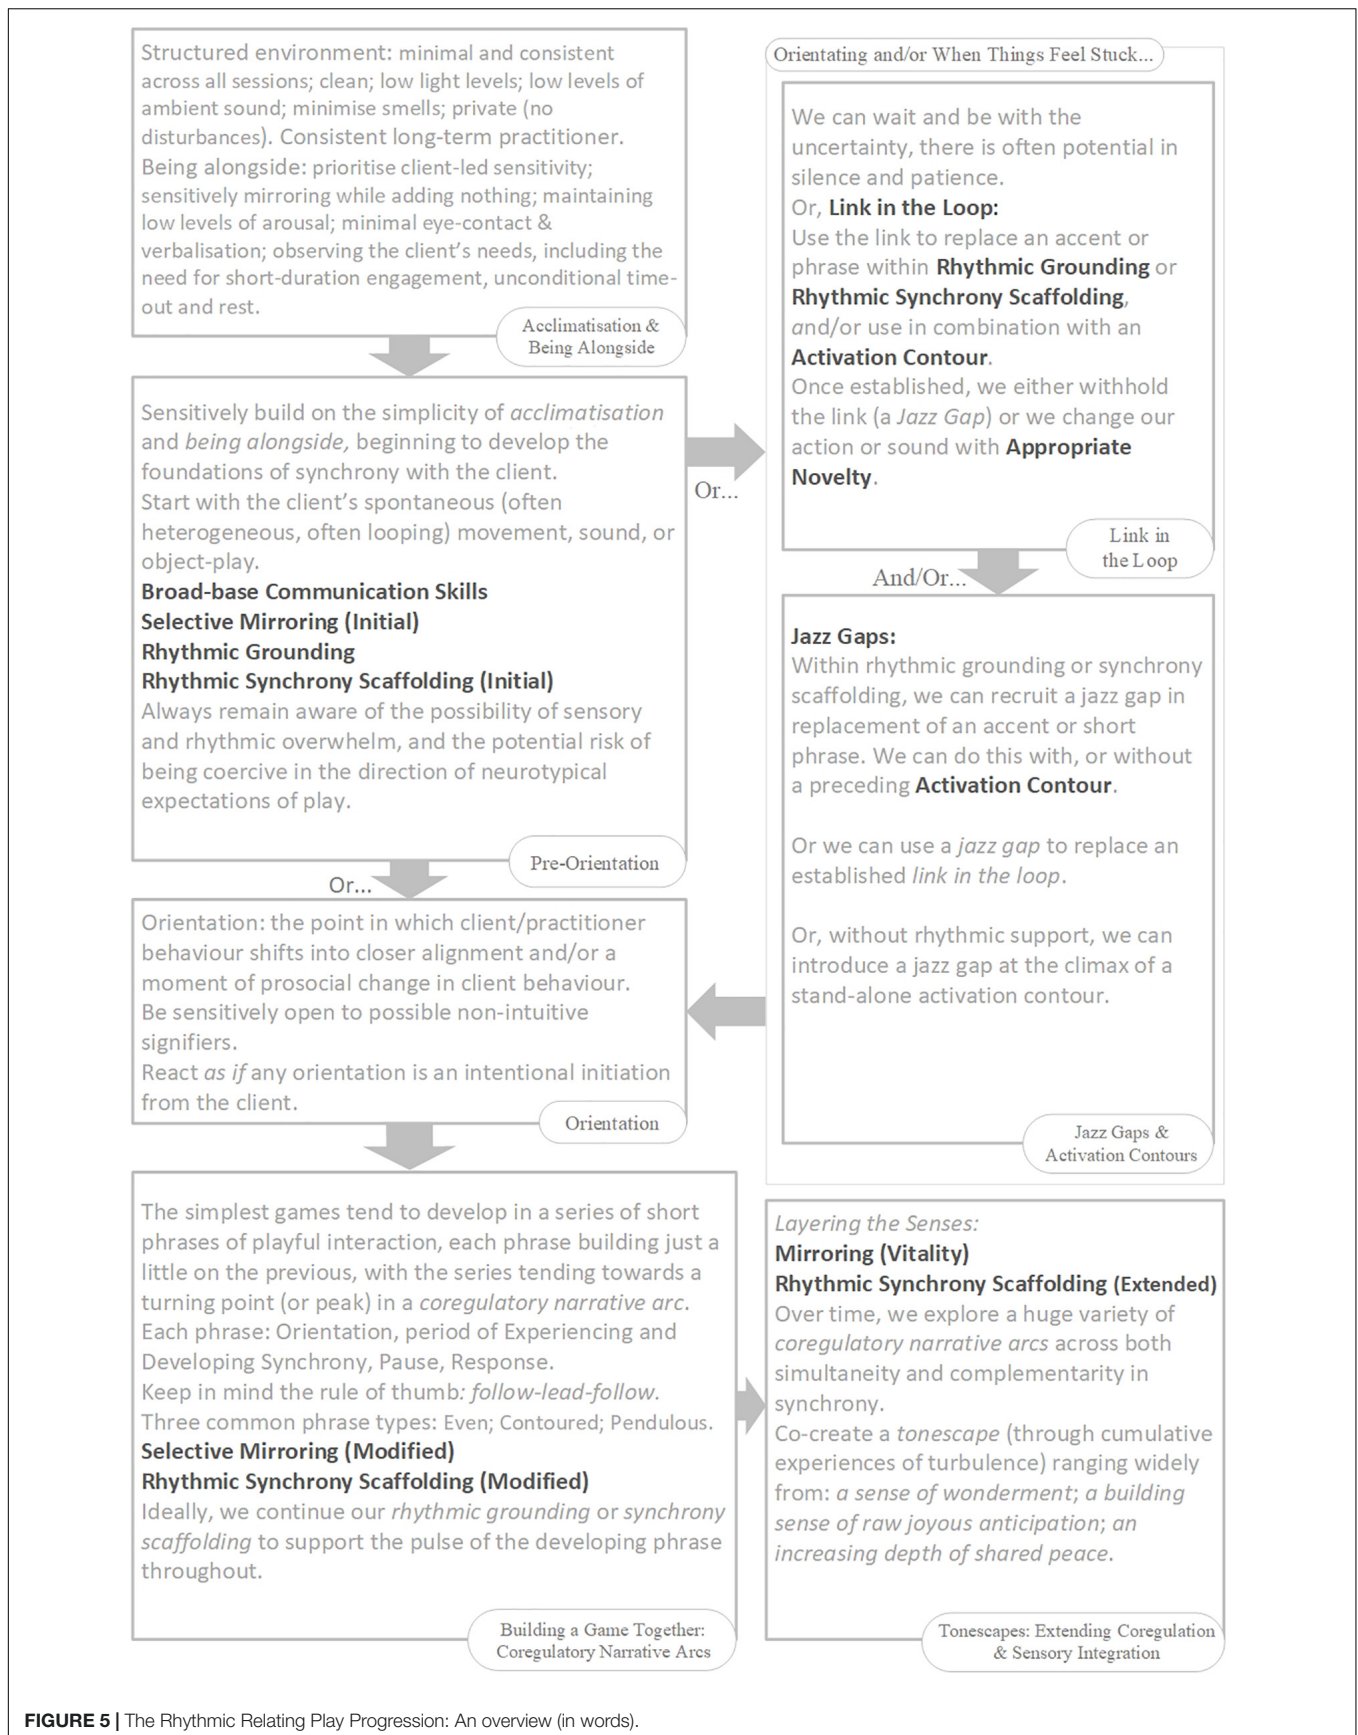 Structured environment: minimal and consistent
across all sessions; clean; low light levels; low levels of
ambient sound; minimise smells; private (no
disturbances). Consistent long-term practitioner.
Being alongside: prioritise client-led sensitivity;
sensitively mirroring while adding nothing; maintaining
low levels of arousal; minimal eye-contact &
verbalisation; observing the client's needs, including the
need for short-duration engagement, unconditional time-
out and rest.
Acclimatisation &
Being Alongside
Sensitively build on the simplicity of acclimatisation
and being alongside, beginning to develop the
foundations of synchrony with the client.
Start with the client's spontaneous (often
heterogeneous, often looping) movement, sound, or
object-play.
Broad-base Communication Skills
Selective Mirroring (Initial)
Rhythmic Grounding
Rhythmic Synchrony Scaffolding (Initial)
Always remain aware of the possibility of sensory
and rhythmic overwhelm, and the potential risk of
being coercive in the direction of neurotypical
expectations of play.
Pre-Orientation
Or...
Orientating and/or When Things Feel Stuck...
We can wait and be with the
uncertainty, there is often potential in
silence and patience.
Or, Link in the Loop:
Use the link to replace an accent or
phrase within Rhythmic Grounding or
Rhythmic Synchrony Scaffolding,
and/or use in combination with an
Activation Contour.
Once established, we either withhold
the link (a Jazz Gap) or we change our
action or sound with Appropriate
Novelty.
Link in
the Loop
And/Or...
Jazz Gaps:
Within rhythmic grounding or synchrony
scaffolding, we can recruit a jazz gap in
replacement of an accent or short
phrase. We can do this with, or without
a preceding Activation Contour.
Or we can use a jazz gap to replace an
established link in the loop.
Or, without rhythmic support, we can
introduce a jazz gap at the climax of a
stand-alone activation contour.
Jazz Gaps &
Activation Contours
Or...
Orientation: the point in which client/practitioner
behaviour shifts into closer alignment and/or a
moment of prosocial change in client behaviour.
Be sensitively open to possible non-intuitive
signifiers.
React as if any orientation is an intentional initiation
from the client.
Orientation
The simplest games tend to develop in a series of short
phrases of playful interaction, each phrase building just a
little on the previous, with the series tending towards a
turning point (or peak) in a coregulatory narrative arc.
Each phrase: Orientation, period of Experiencing and
Developing Synchrony, Pause, Response.
Keep in mind the rule of thumb: follow-lead-follow.
Three common phrase types: Even; Contoured; Pendulous.
Selective Mirroring (Modified)
Rhythmic Synchrony Scaffolding (Modified)
Ideally, we continue our rhythmic grounding or synchrony
scaffolding to support the pulse of the developing phrase
throughout.
Building a Game Together:
Coregulatory Narrative Arcs
Layering the Senses:
Mirroring (Vitality)
Rhythmic Synchrony Scaffolding (Extended)
Over time, we explore a huge variety of
coregulatory narrative arcs across both
simultaneity and complementarity in
synchrony.
Co-create a tonescape (through cumulative
experiences of turbulence) ranging widely
from: a sense of wonderment; a building
sense of raw joyous anticipation; an
increasing depth of shared peace.
Tonescapes: Extending Coregulation
& Sensory Integration
FIGURE 5 | The Rhythmic Relating Play Progression: An overview (in words).